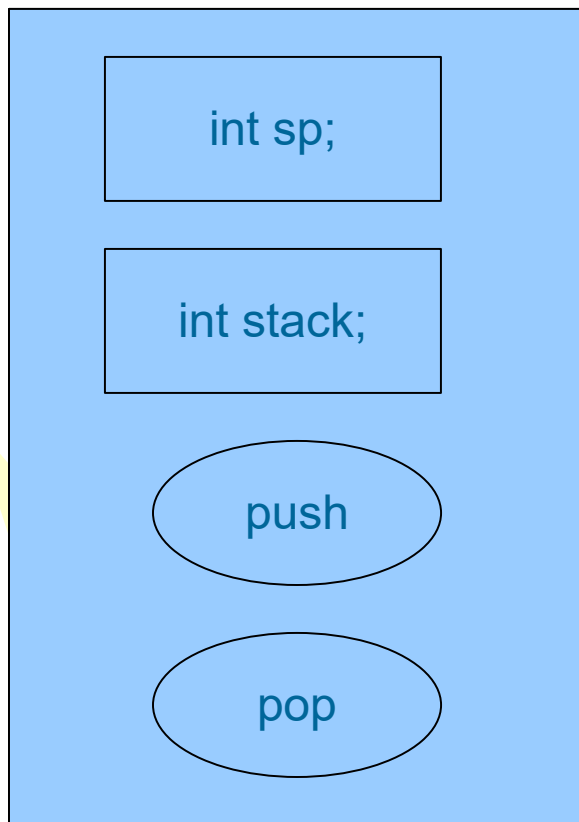 int sp;
int stack;
push
pop